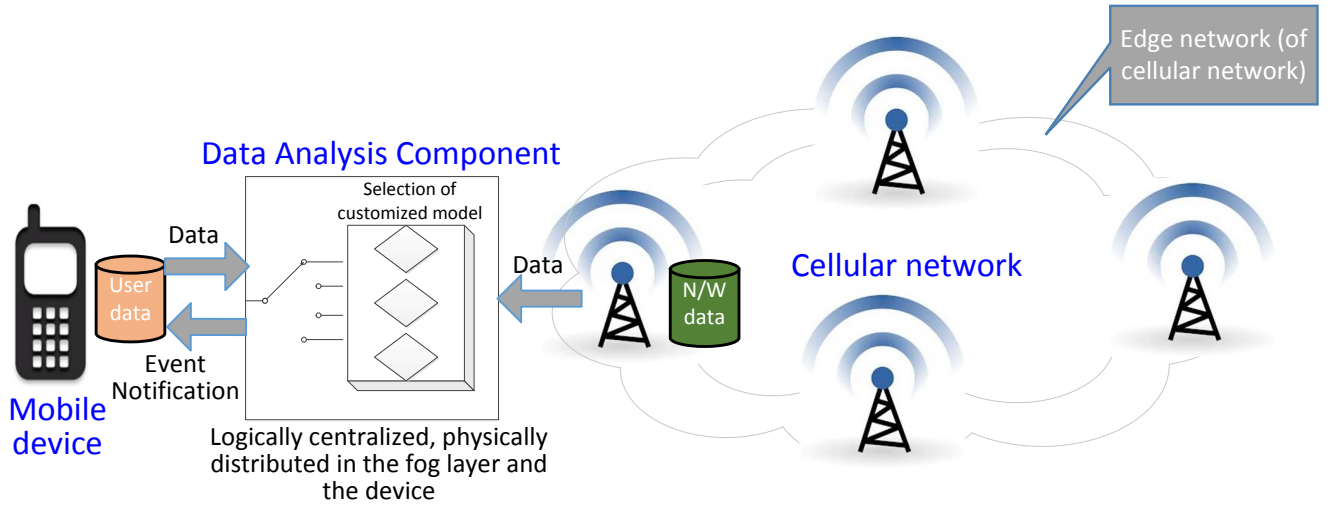 Edge network (of
cellular network)
Data Analysis Component
Selection of
customized model
Data
User
data
Event
Notification
Mobile
device
Data
N/W
data
Cellular network
Logically centralized, physically
distributed in the fog layer and
the device